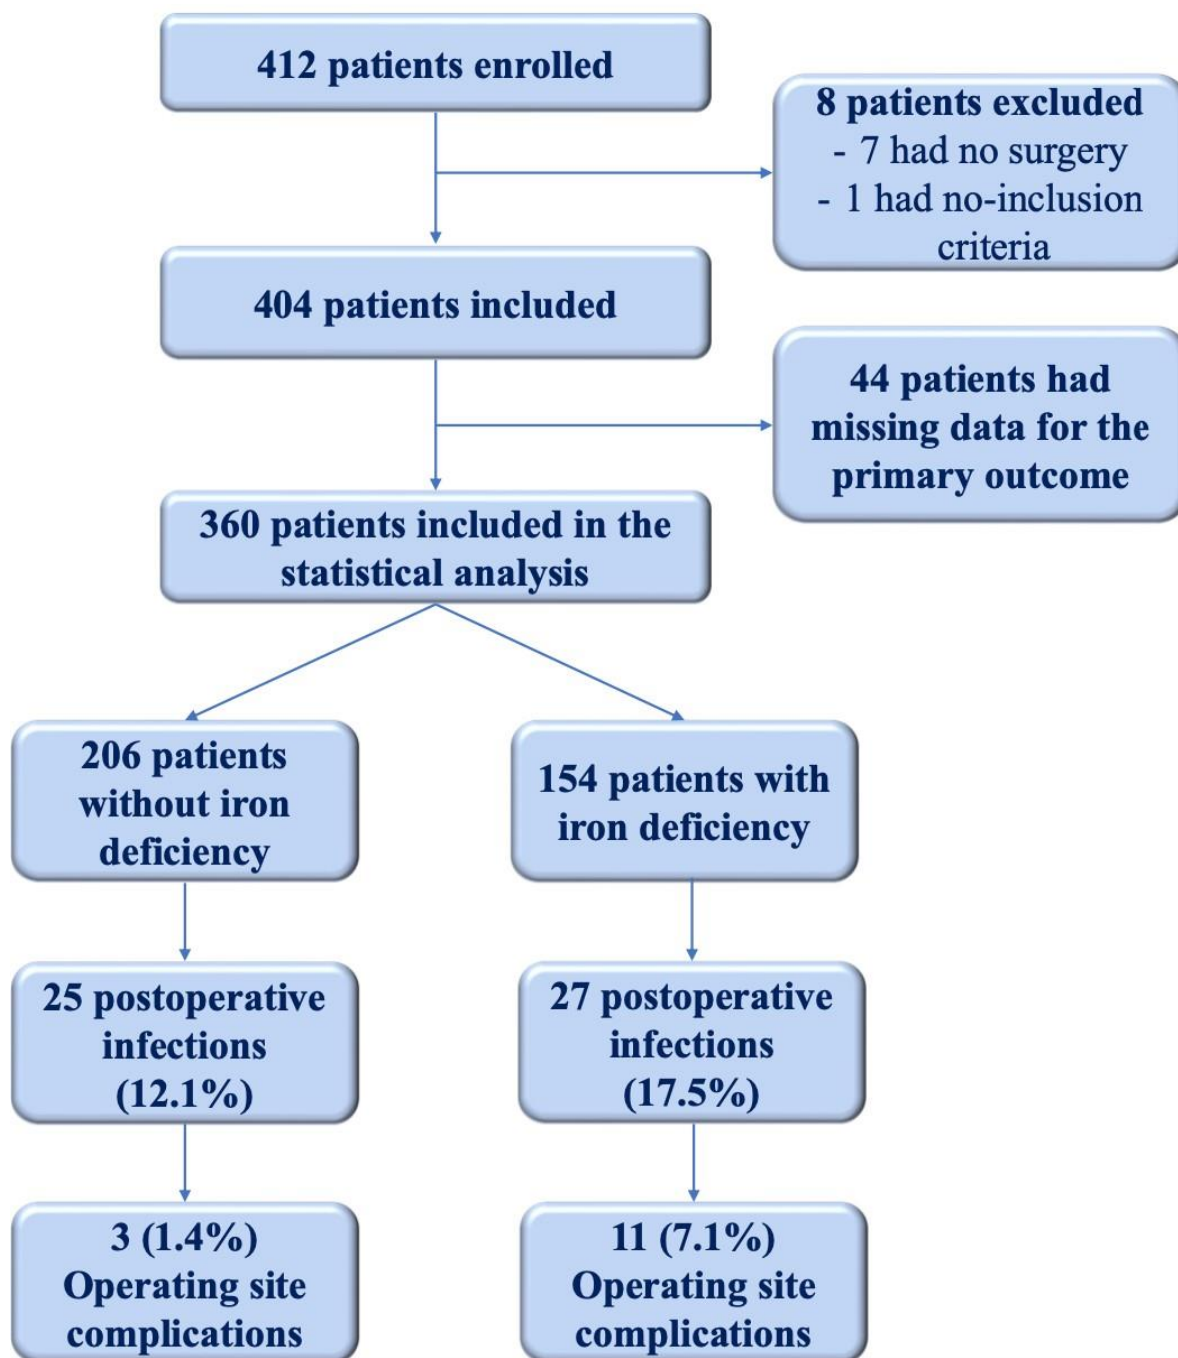 412 patients enrolled
8 patients excluded
- 7 had no surgery
- 1 had no-inclusion
criteria
404 patients included
44 patients had
missing data for the
primary outcome
360 patients included in the
statistical analysis
206 patients
without iron
deficiency
154 patients with
iron deficiency
25 postoperative
infections
(12.1%)
27 postoperative
infections
(17.5%)
3 (1.4%)
Operating site
complications
11 (7.1%)
Operating site
complications